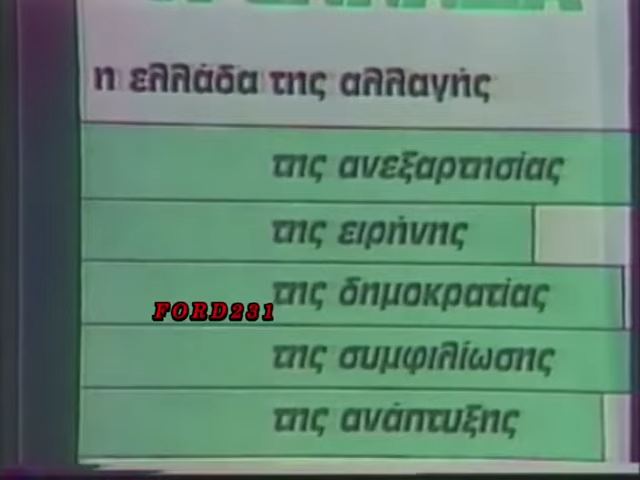 η ελλάδα της αλλαγής
της ανεξαρτησίας
της ειρήνης
της δημοκρατίας
FORD231
της συμφιλίωσης
της ανάπτυξης